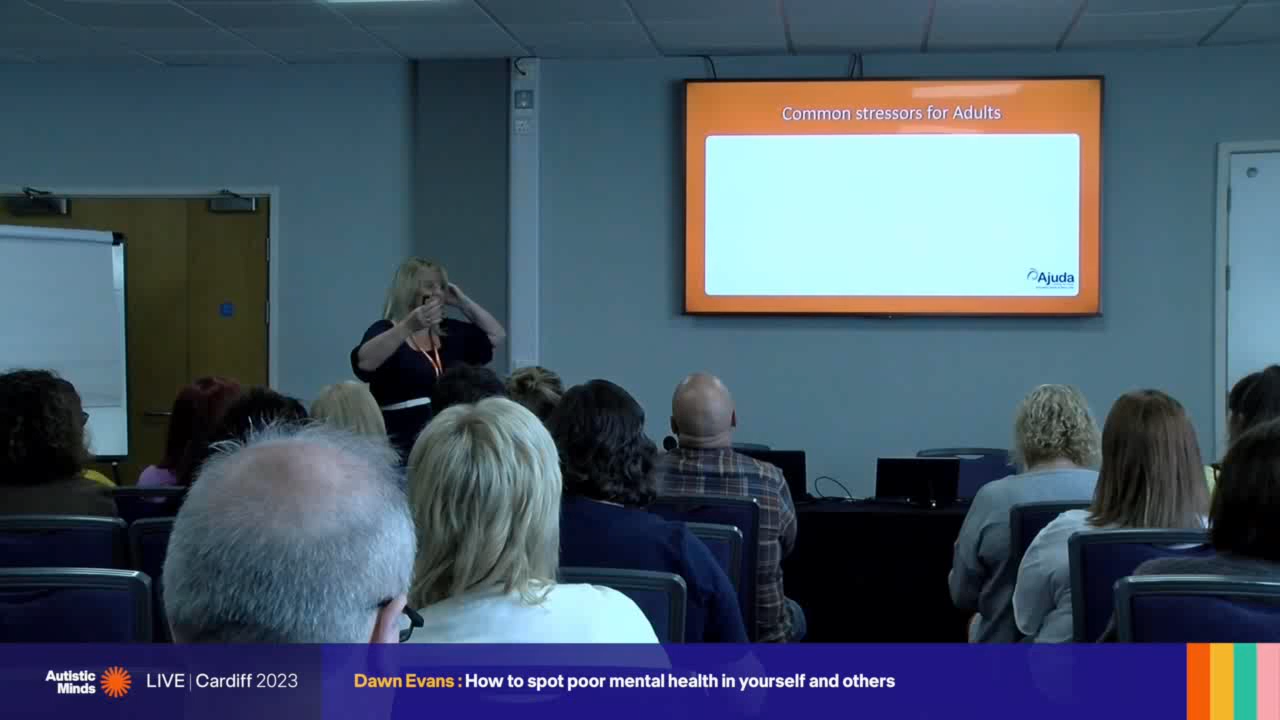 Common stressors for Adults
Ajuda
Autistic
Minds
LIVE | Cardiff 2023
Dawn Evans : How to spot poor mental health in yourself and others